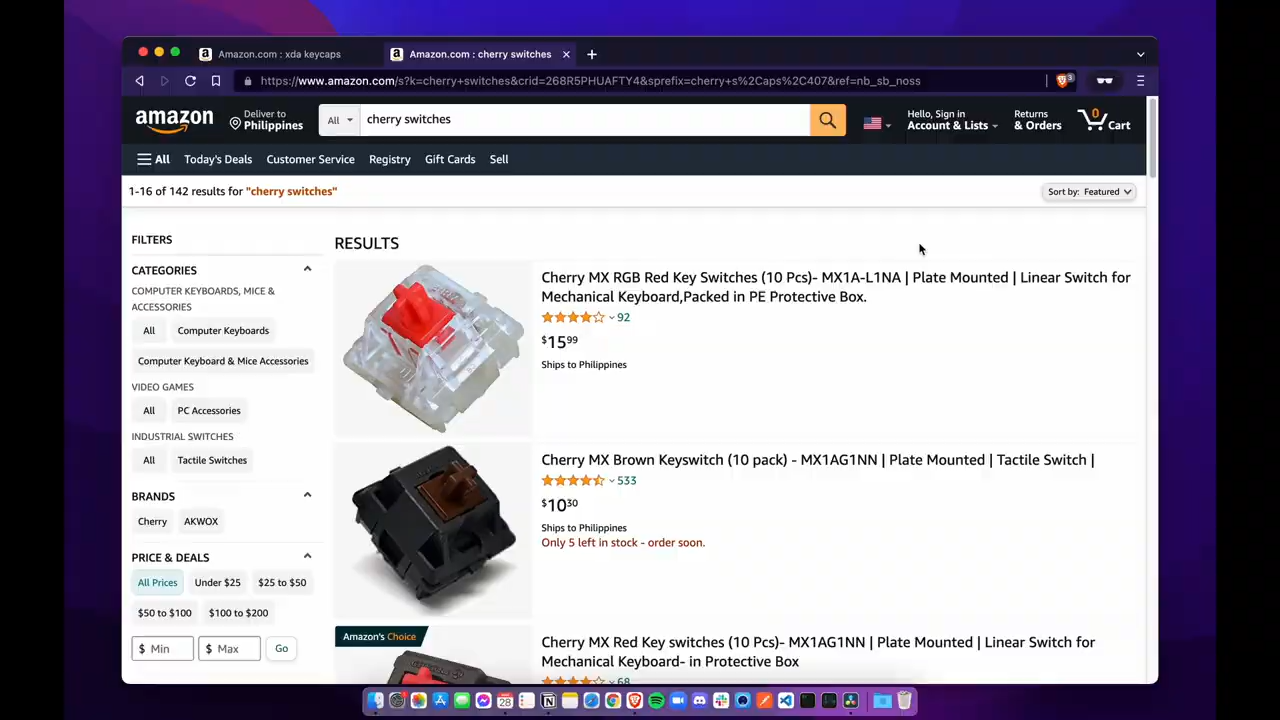 Amazon.com : xda keycaps
Amazon.com : cherry switches
https://www.amazon.com/s?k=cherry+switches&crid=268R5PHUAFTY4&sprefix=cherry+s%2Caps%2C407&ref=nb_sb_noss
3
amazon
Deliver to
Philippines
All
cherry switches
Hello, Sign in
Account & Lists
Returns
& Orders
0
Cart
All
Today's Deals
Customer Service
Registry
Gift Cards
Sell
1-16 of 142 results for "cherry switches"
Sort by: Featured
FILTERS
CATEGORIES
COMPUTER KEYBOARDS, MICE &
ACCESSORIES
All
Computer Keyboards
Computer Keyboard & Mice Accessories
VIDEO GAMES
All
PC Accessories
INDUSTRIAL SWITCHES
All
Tactile Switches
BRANDS
Cherry
AKWOX
PRICE & DEALS
All Prices
Under $25
$25 to $50
$50 to $100
$100 to $200
$ Min
$ Max
Go
RESULTS
Cherry MX RGB Red Key Switches (10 Pcs)- MX1A-L1NA | Plate Mounted | Linear Switch for
Mechanical Keyboard,Packed in PE Protective Box.
92
$15 99
Ships to Philippines
Cherry MX Brown Keyswitch (10 pack) - MX1AG1NN | Plate Mounted | Tactile Switch |
533
$10 30
Ships to Philippines
Only 5 left in stock - order soon.
Amazon's Choice
Cherry MX Red Key switches (10 Pcs)- MX1AG1NN | Plate Mounted | Linear Switch for
Mechanical Keyboard- in Protective Box
68
28